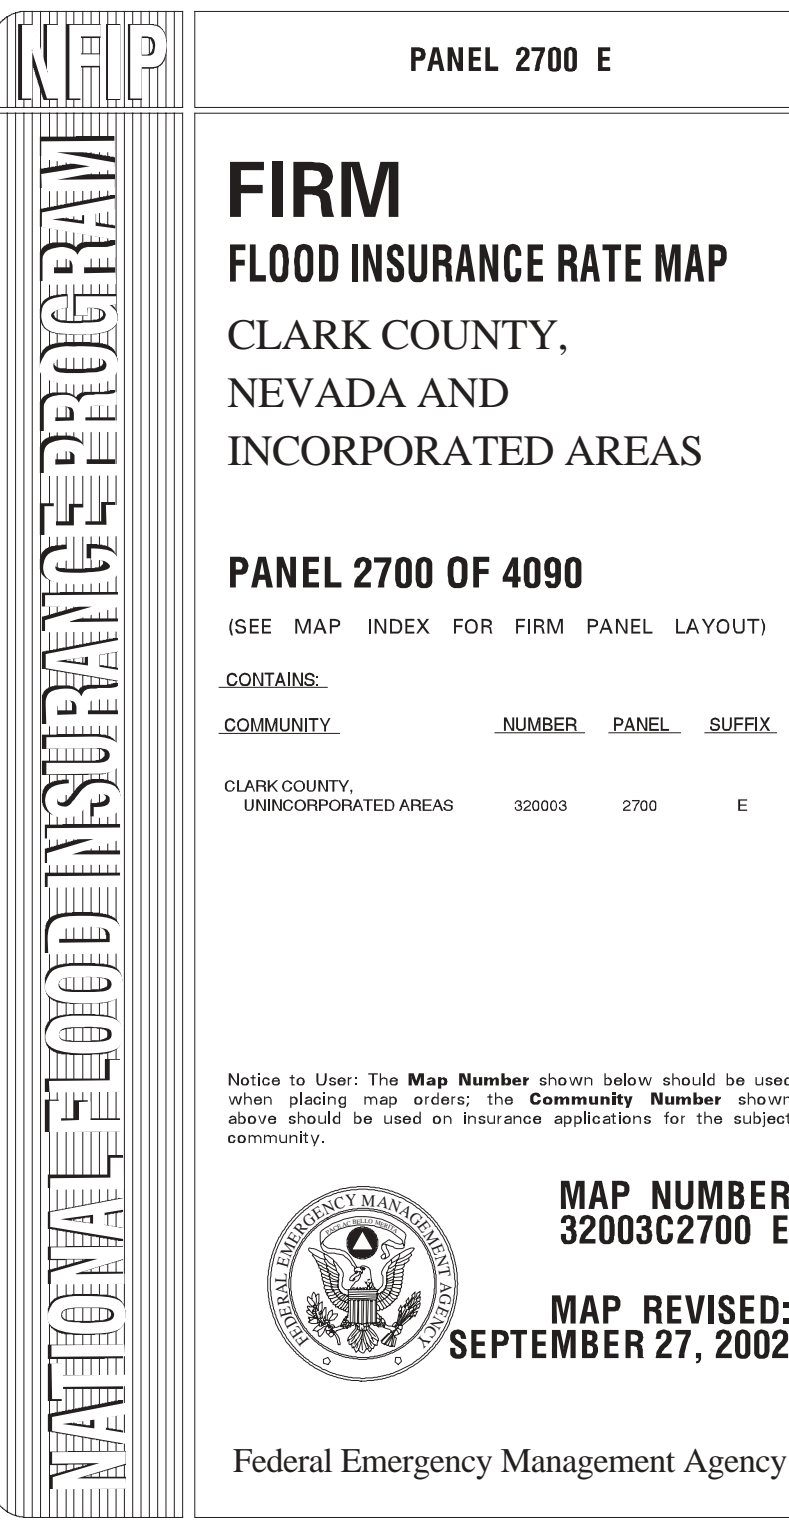 NFIP
NATIONAL FLOOD INSURANCE PROGRAM
PANEL 2700 E
FIRM
FLOOD INSURANCE RATE MAP
CLARK COUNTY,
NEVADA AND
INCORPORATED AREAS
PANEL 2700 OF 4090
(SEE MAP INDEX FOR FIRM PANEL LAYOUT)
CONTAINS:
COMMUNITY NUMBER PANEL SUFFIX
CLARK COUNTY,
UNINCORPORATED AREAS 320003 2700 E
Notice to User: The Map Number shown below should be used
when placing map orders; the Community Number shown
above should be used on insurance applications for the subject
community.
FEDERAL EMERGENCY MANAGEMENT AGENCY
PACE AC BELLO MERITA
MAP NUMBER
32003C2700 E
MAP REVISED:
SEPTEMBER 27, 2002
Federal Emergency Management Agency